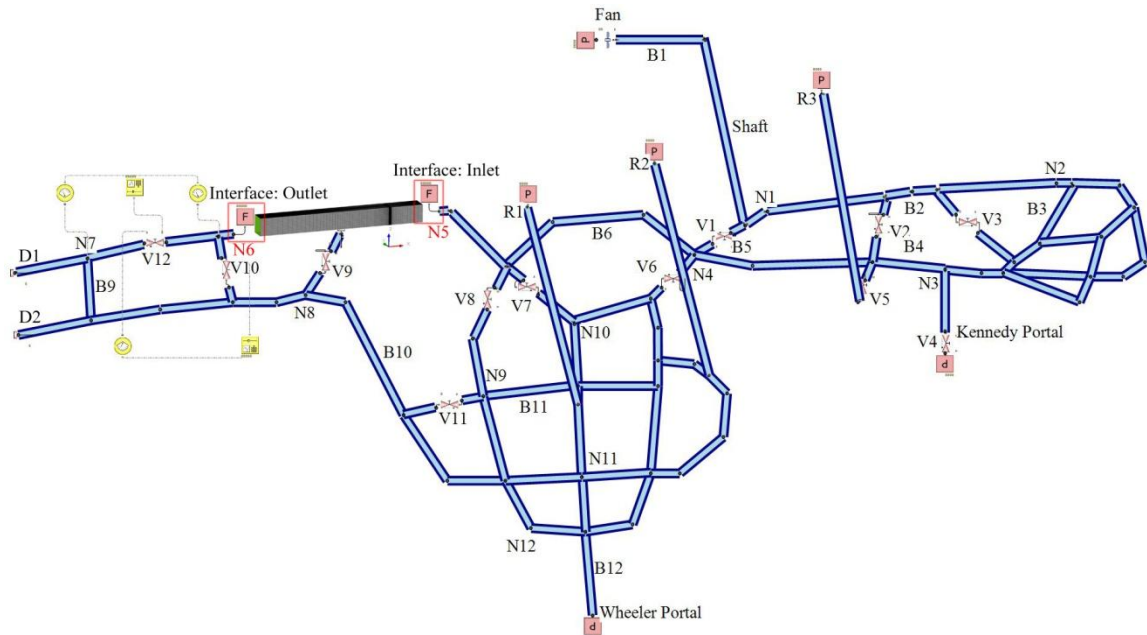 Fan
P
B1
P
R3
Shaft
P
R2
Interface: Inlet
F
N5
Interface: Outlet
F
N6
P
R1
N2
N1
B2
B3
V3
V1
B5
V2
B4
B6
N7
D1
V12
V10
V9
B9
D2
N8
V8
V7
V6
N4
V5
N3
V4
Kennedy Portal
P
N10
B10
N9
B11
V11
N11
N12
B12
Wheeler Portal
P